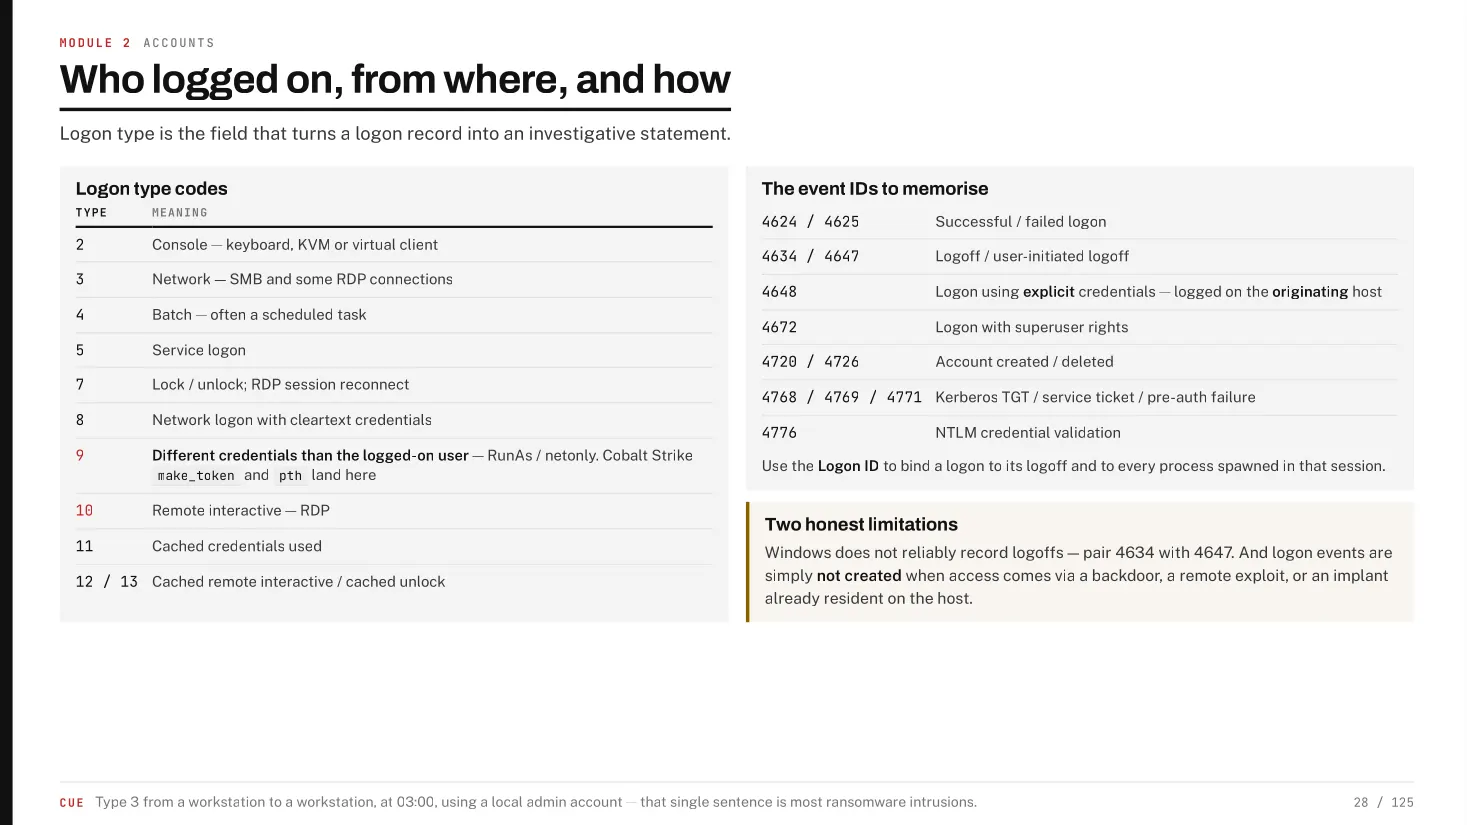 MODULE 2 ACCOUNTS
Who logged on, from where, and how
Logon type is the field that turns a logon record into an investigative statement.
Logon type codes
TYPE MEANING
2 Console — keyboard, KVM or virtual client
3 Network — SMB and some RDP connections
4 Batch — often a scheduled task
5 Service logon
7 Lock / unlock; RDP session reconnect
8 Network logon with cleartext credentials
9 Different credentials than the logged-on user — RunAs / netonly. Cobalt Strike
make_token and pth land here
10 Remote interactive — RDP
11 Cached credentials used
12 / 13 Cached remote interactive / cached unlock
The event IDs to memorise
4624 / 4625 Successful / failed logon
4634 / 4647 Logoff / user-initiated logoff
4648 Logon using explicit credentials — logged on the originating host
4672 Logon with superuser rights
4720 / 4726 Account created / deleted
4768 / 4769 / 4771 Kerberos TGT / service ticket / pre-auth failure
4776 NTLM credential validation
Use the Logon ID to bind a logon to its logoff and to every process spawned in that session.
Two honest limitations
Windows does not reliably record logoffs — pair 4634 with 4647. And logon events are
simply not created when access comes via a backdoor, a remote exploit, or an implant
already resident on the host.
CUE Type 3 from a workstation to a workstation, at 03:00, using a local admin account — that single sentence is most ransomware intrusions.
28 / 125